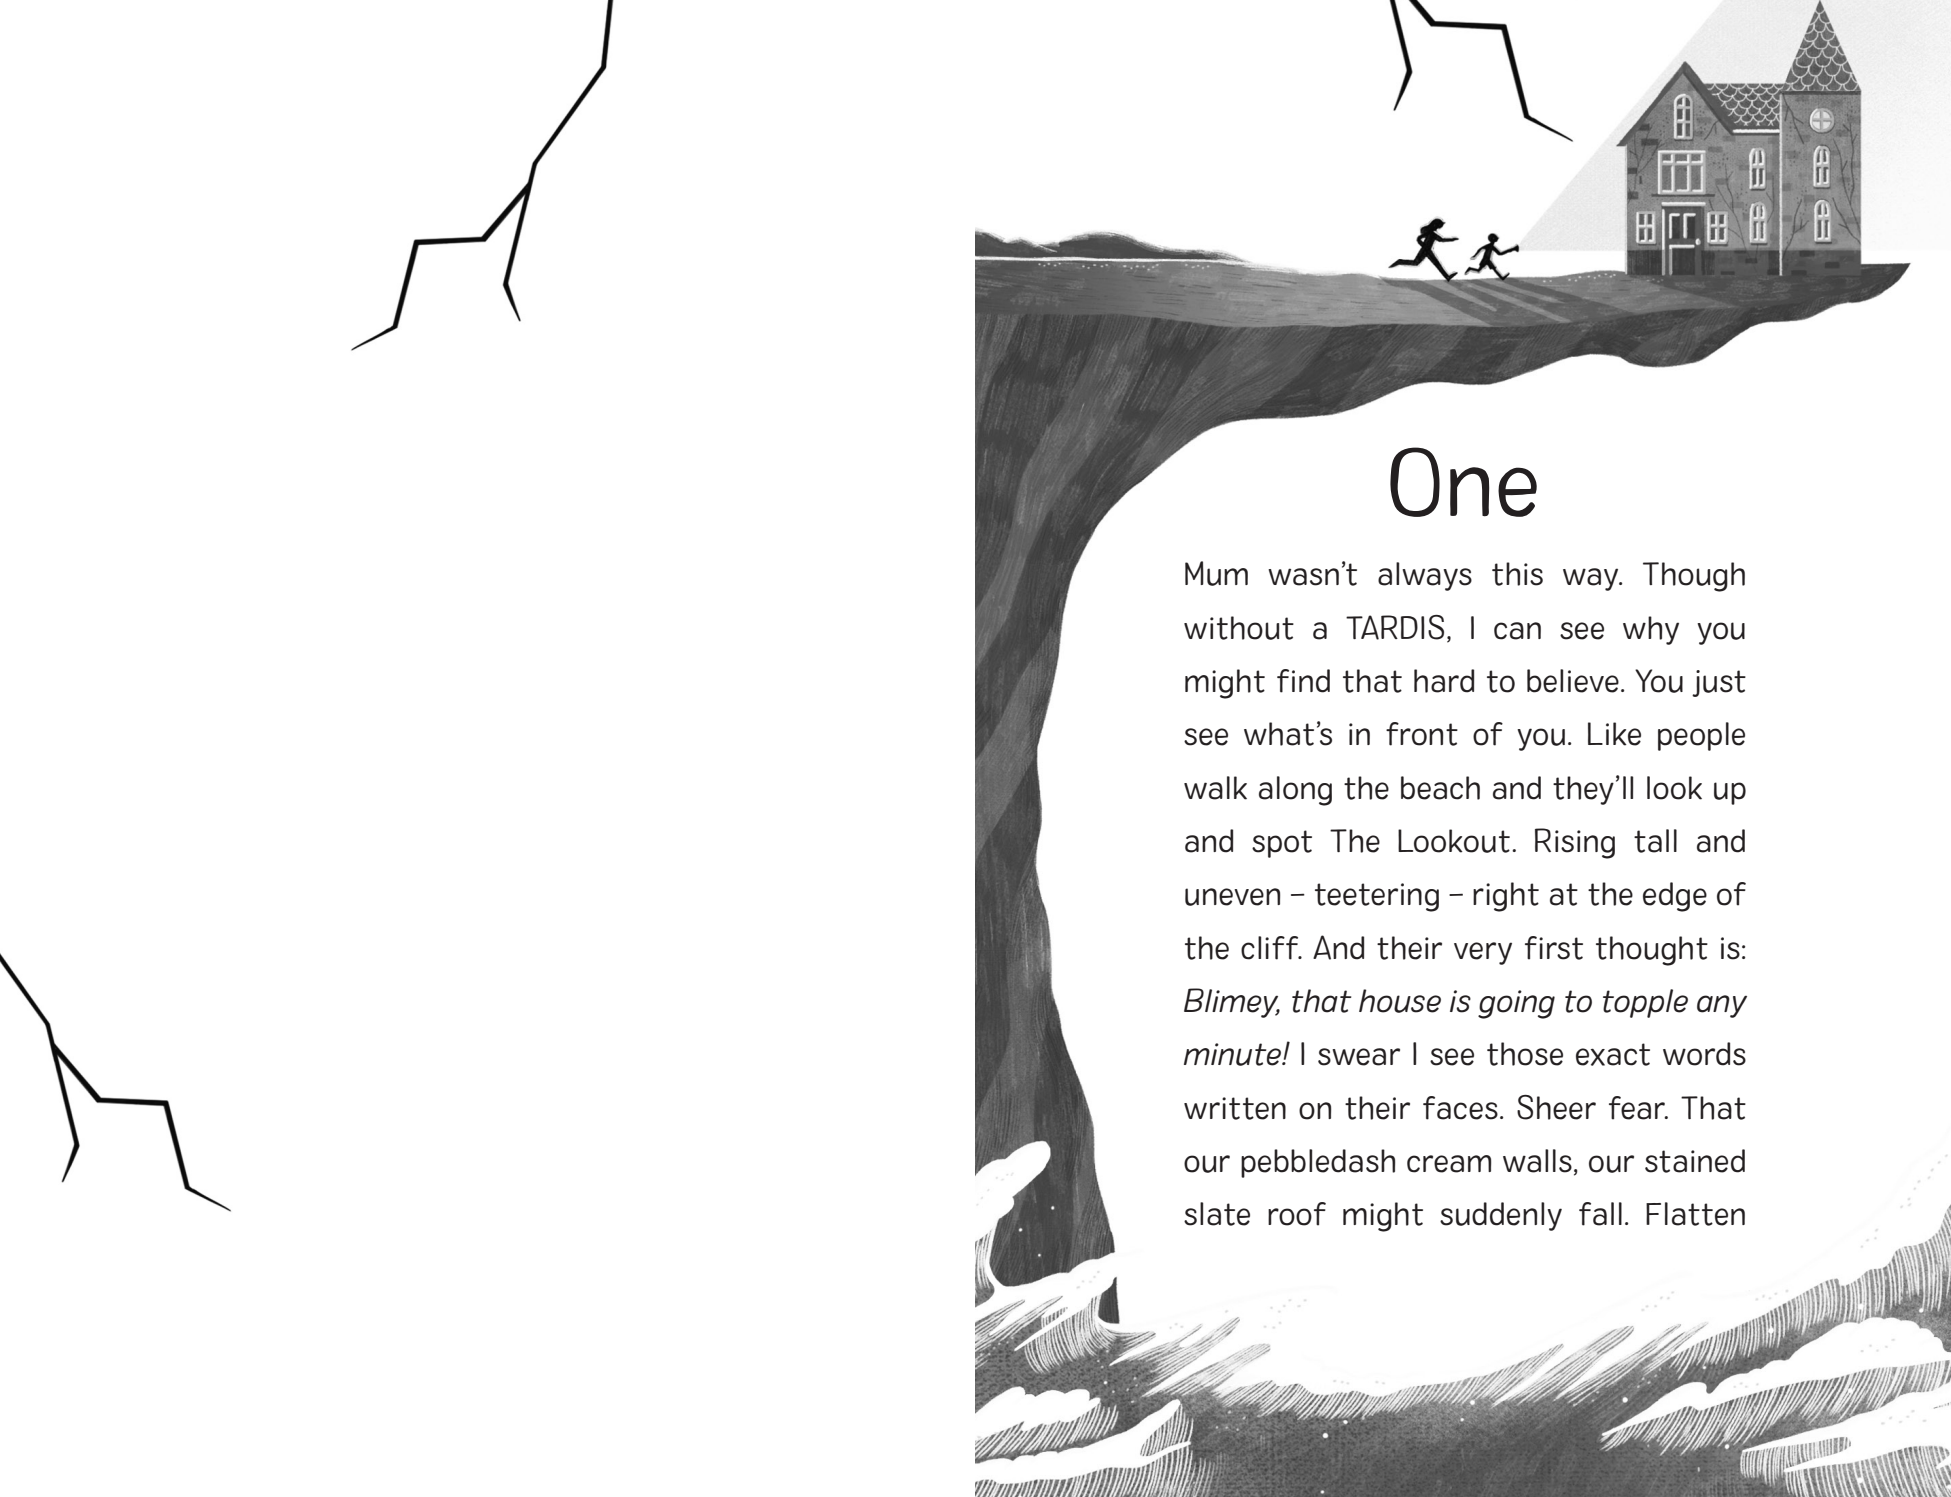 One
Mum wasn’t always this way. Though
without a TARDIS, I can see why you
might find that hard to believe. You just
see what’s in front of you. Like people
walk along the beach and they’ll look up
and spot The Lookout. Rising tall and
uneven – teetering – right at the edge of
the cliff. And their very first thought is:
Blimey, that house is going to topple any
minute! I swear I see those exact words
written on their faces. Sheer fear. That
our pebbledash cream walls, our stained
slate roof might suddenly fall. Flatten